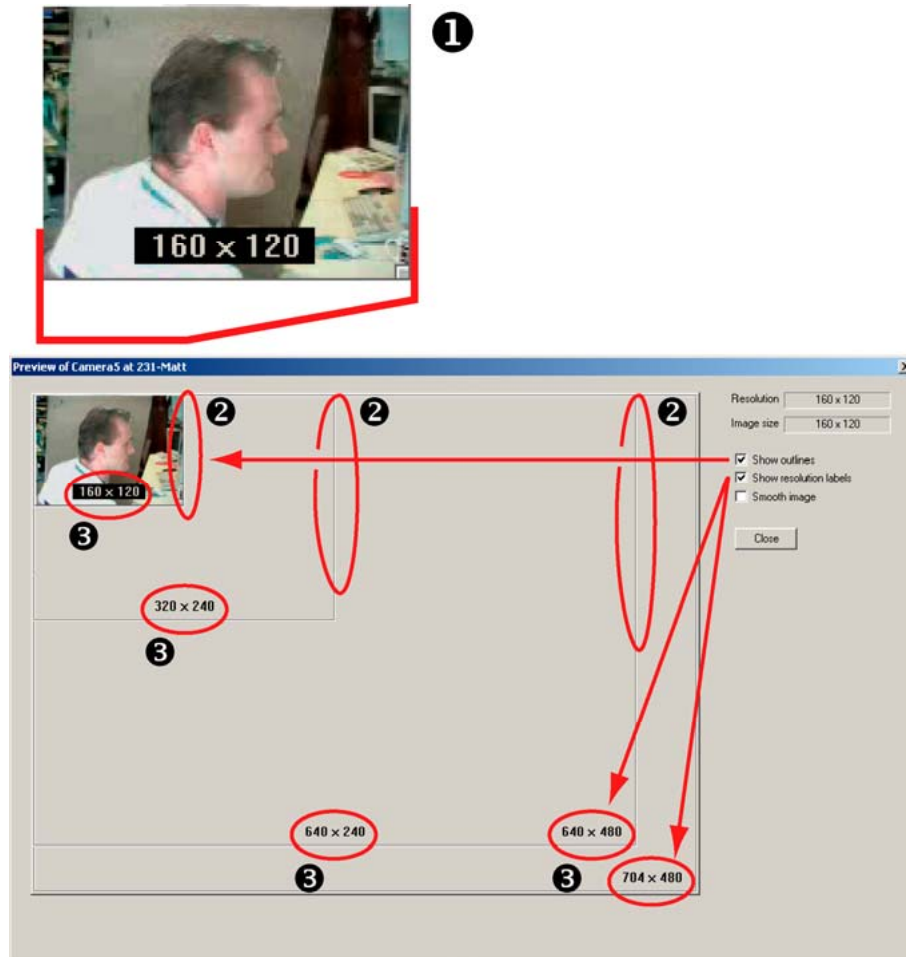 ❶
160 x 120
Preview of Camera5 at 231-Matt
X
❷ ❷ ❷
Resolution 160 x 120
Image size 160 x 120
Show outlines
Show resolution labels
Smooth image
160 x 120
❸
Close
320 x 240
❸
640 x 240
640 x 480
❸ ❸
704 x 480